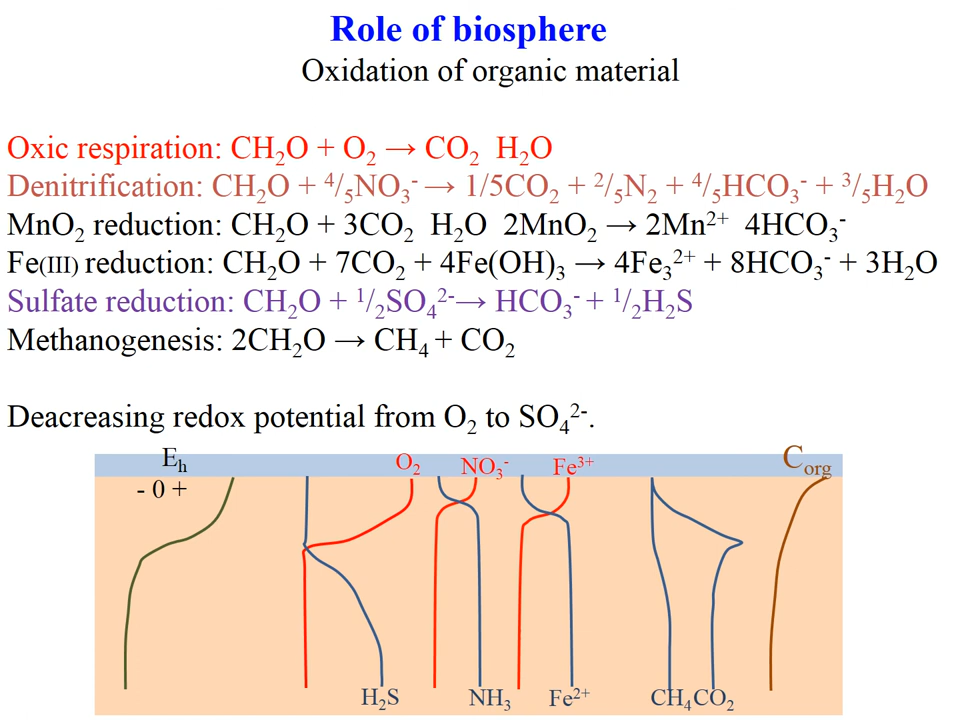 Role of biosphere
Oxidation of organic material
Oxic respiration: CH₂O + O₂ → CO₂ H₂O
Denitrification: CH₂O + ⁴/₅NO₃⁻ → 1/5CO₂ + ²/₅N₂ + ⁴/₅HCO₃⁻ + ³/₅H₂O
MnO₂ reduction: CH₂O + 3CO₂ H₂O 2MnO₂ → 2Mn²⁺ 4HCO₃⁻
Fe(III) reduction: CH₂O + 7CO₂ + 4Fe(OH)₃ → 4Fe₃²⁺ + 8HCO₃⁻ + 3H₂O
Sulfate reduction: CH₂O + ¹/₂SO₄²⁻→ HCO₃⁻ + ¹/₂H₂S
Methanogenesis: 2CH₂O → CH₄ + CO₂
Deacreasing redox potential from O₂ to SO₄²⁻.
Eₕ O₂ NO₃⁻ Fe³⁺ Corg
- 0 +
H₂S NH₃ Fe²⁺ CH₄CO₂